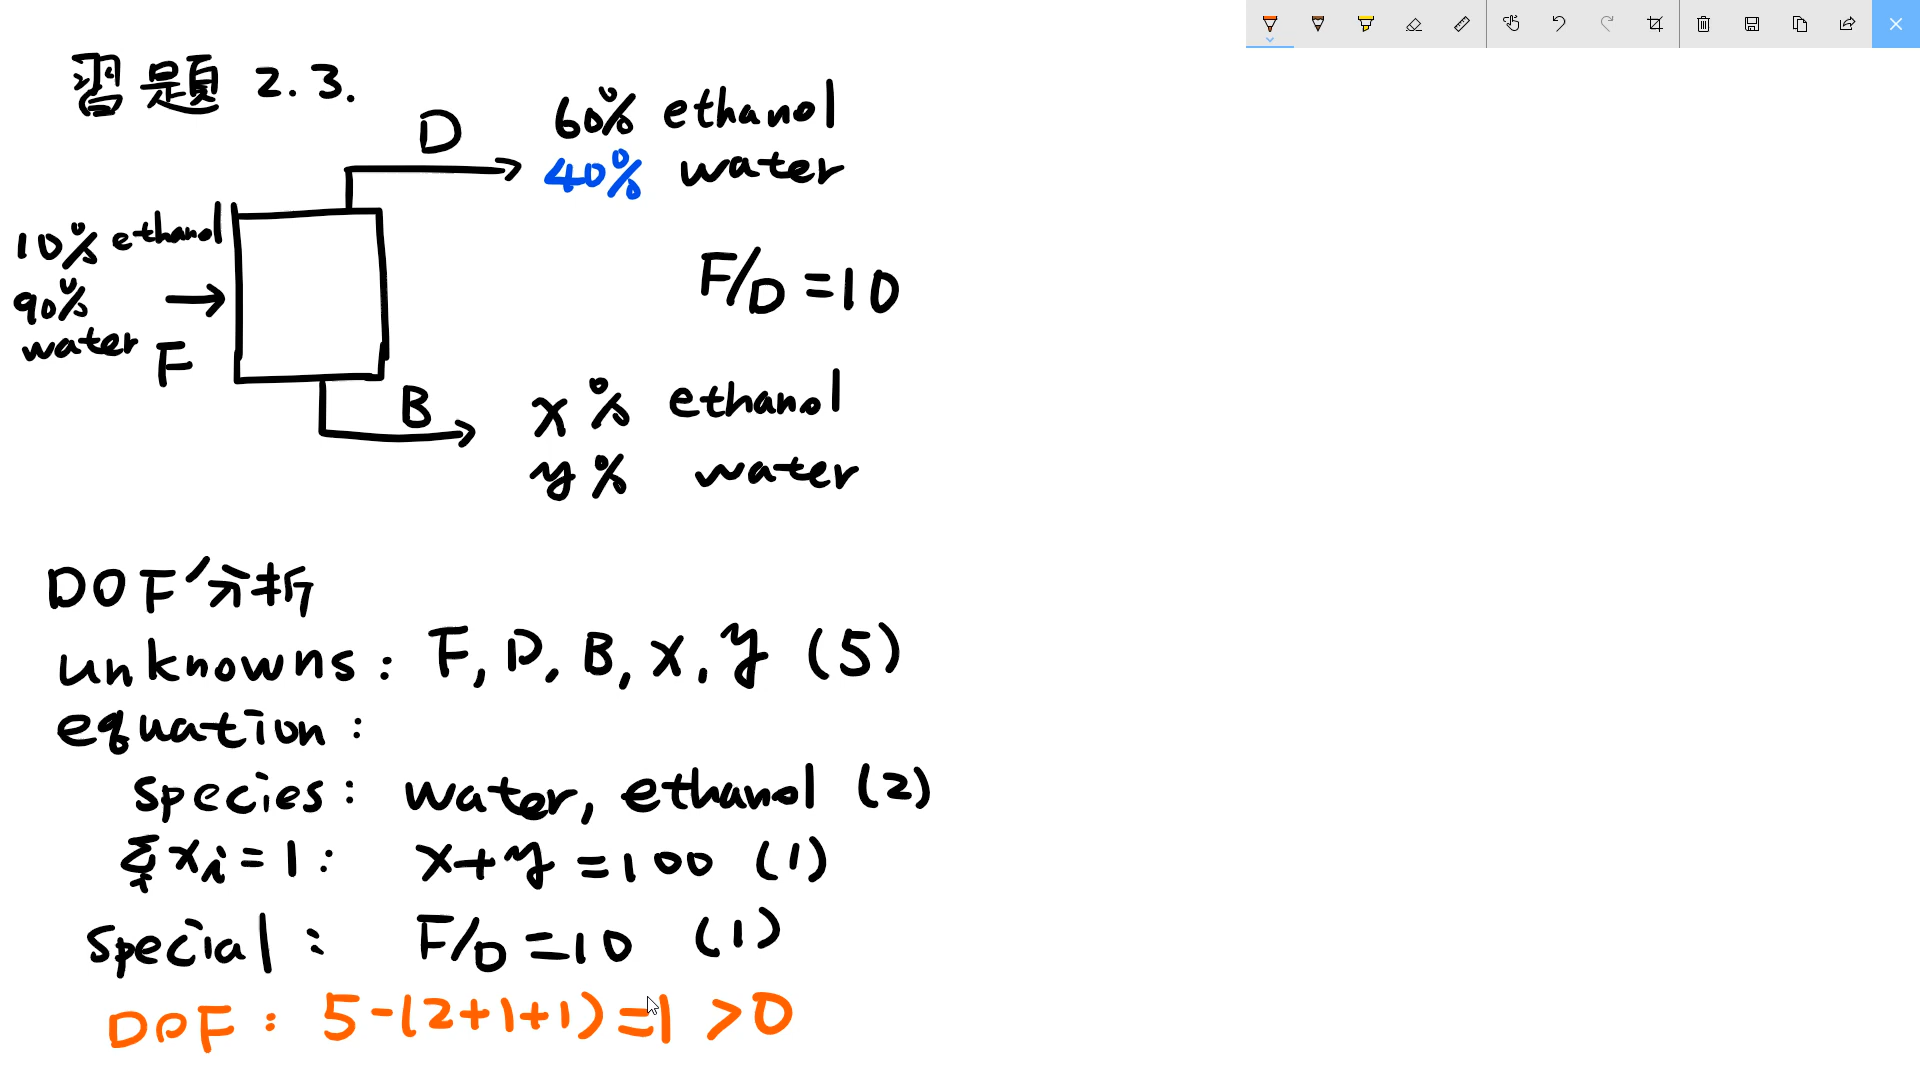 習題 2.3.
D
60% ethanol
40% water
10% ethanol
90% water
F
F/D = 10
B
x % ethanol
y % water
DOF分析
unknowns: F, D, B, x, y (5)
equation:
species: water, ethanol (2)
Σxi=1: x+y=100 (1)
special: F/D=10 (1)
DOF: 5-(2+1+1)=1 >0